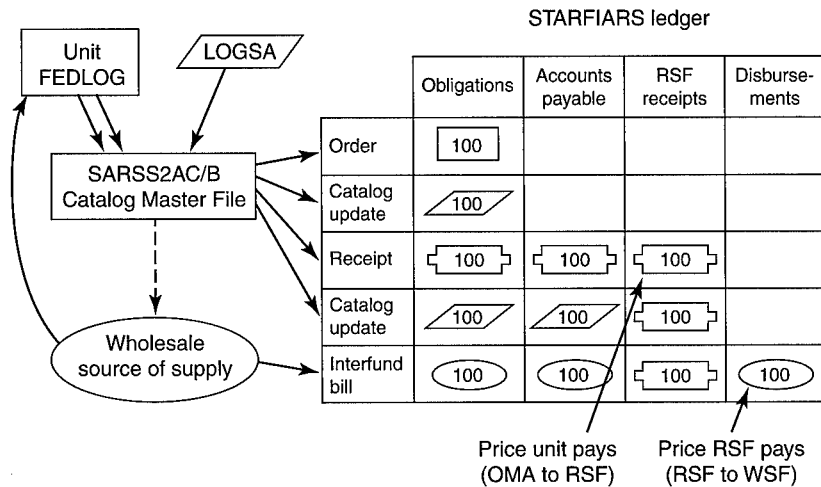 STARFIARS ledger
Unit
FEDLOG
LOGSA
Obligations
Accounts
payable
RSF
receipts
Disburse-
ments
SARSS2AC/B
Catalog Master File
Order
100
Catalog
update
100
Receipt
100
100
100
Catalog
update
100
100
100
Wholesale
source of supply
Interfund
bill
100
100
100
100
Price unit pays
(OMA to RSF)
Price RSF pays
(RSF to WSF)